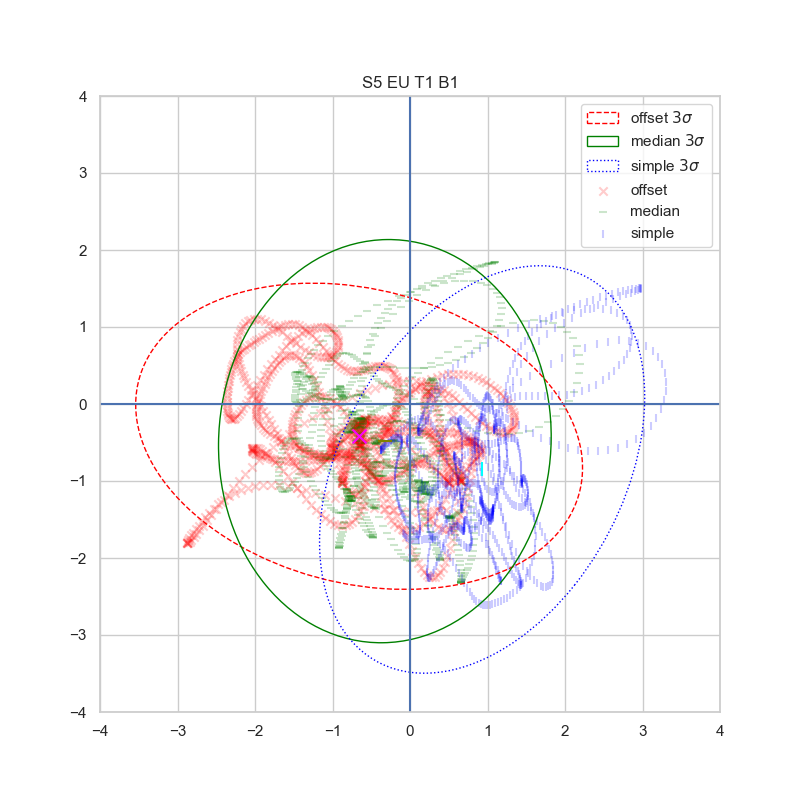 S5 EU T1 B1
offset 3σ
median 3σ
simple 3σ
offset
median
simple
4
3
2
1
0
−1
−2
−3
−4
−4 −3 −2 −1 0 1 2 3 4